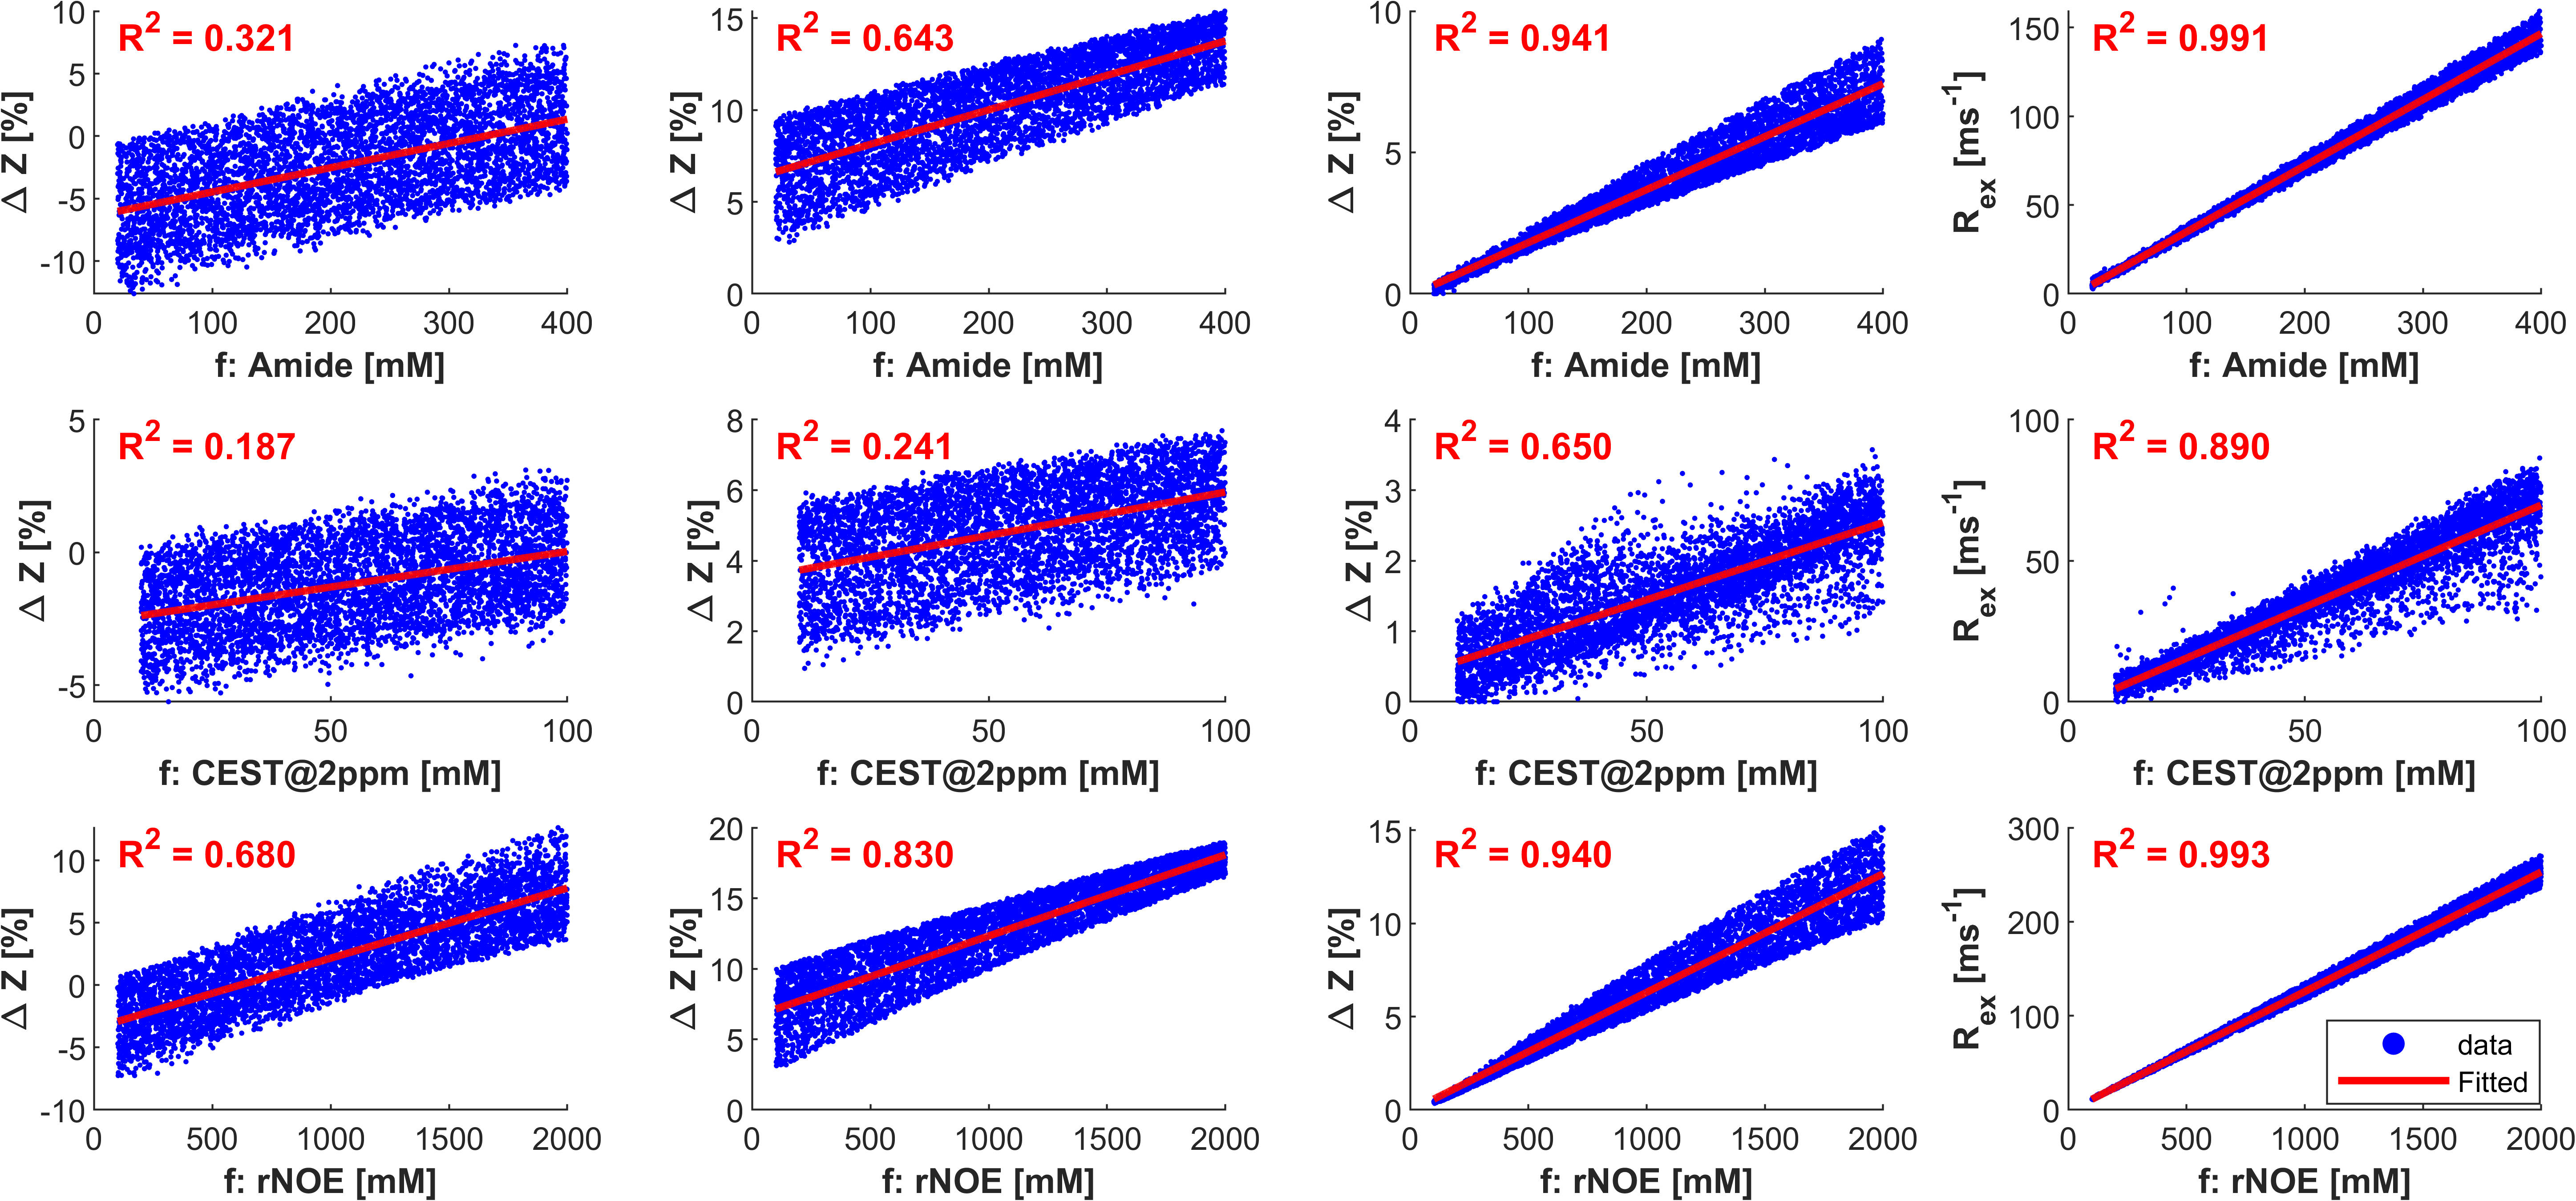 R² = 0.321
Δ Z [%]
10
5
0
-5
-10
0 100 200 300 400
f: Amide [mM]
R² = 0.643
Δ Z [%]
15
10
5
0
0 100 200 300 400
f: Amide [mM]
R² = 0.941
Δ Z [%]
10
5
0
0 100 200 300 400
f: Amide [mM]
R² = 0.991
R_ex [ms⁻¹]
150
100
50
0
0 100 200 300 400
f: Amide [mM]
R² = 0.187
Δ Z [%]
5
0
-5
0 50 100
f: CEST@2ppm [mM]
R² = 0.241
Δ Z [%]
8
6
4
2
0
0 50 100
f: CEST@2ppm [mM]
R² = 0.650
Δ Z [%]
4
3
2
1
0
0 50 100
f: CEST@2ppm [mM]
R² = 0.890
R_ex [ms⁻¹]
100
50
0
0 50 100
f: CEST@2ppm [mM]
R² = 0.680
Δ Z [%]
10
5
0
-5
-10
0 500 1000 1500 2000
f: rNOE [mM]
R² = 0.830
Δ Z [%]
20
15
10
5
0
0 500 1000 1500 2000
f: rNOE [mM]
R² = 0.940
Δ Z [%]
15
10
5
0
0 500 1000 1500 2000
f: rNOE [mM]
R² = 0.993
R_ex [ms⁻¹]
300
200
100
0
0 500 1000 1500 2000
f: rNOE [mM]
data
Fitted